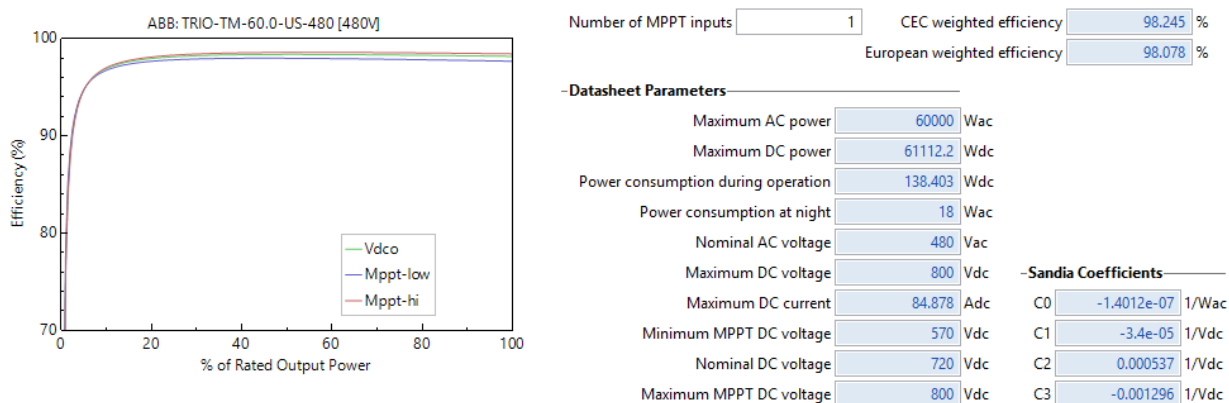 ABB: TRIO-TM-60.0-US-480 [480V]
100
90
80
70
Efficiency (%)
Vdco
Mppt-low
Mppt-hi
0 20 40 60 80 100
% of Rated Output Power
Number of MPPT inputs 1 CEC weighted efficiency 98.245 %
European weighted efficiency 98.078 %
Datasheet Parameters
Maximum AC power 60000 Wac
Maximum DC power 61112.2 Wdc
Power consumption during operation 138.403 Wdc
Power consumption at night 18 Wac
Nominal AC voltage 480 Vac
Maximum DC voltage 800 Vdc
Maximum DC current 84.878 Adc
Minimum MPPT DC voltage 570 Vdc
Nominal DC voltage 720 Vdc
Maximum MPPT DC voltage 800 Vdc
Sandia Coefficients
C0 -1.4012e-07 1/Wac
C1 -3.4e-05 1/Vdc
C2 0.000537 1/Vdc
C3 -0.001296 1/Vdc